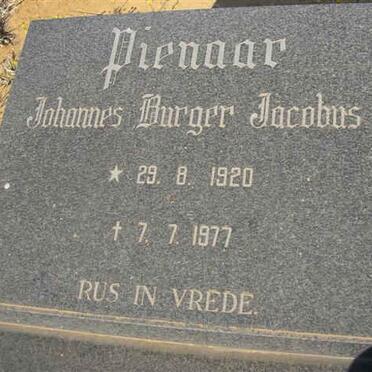 Pienaar
Johannes Burger Jacobus
* 29. 8. 1920
† 7. 7. 1977
RUS IN VREDE.